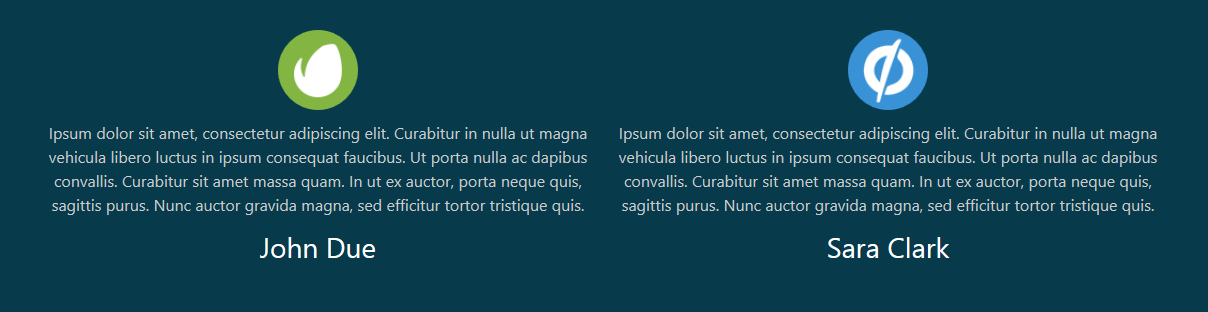 Ipsum dolor sit amet, consectetur adipiscing elit. Curabitur in nulla ut magna
vehicula libero luctus in ipsum consequat faucibus. Ut porta nulla ac dapibus
convallis. Curabitur sit amet massa quam. In ut ex auctor, porta neque quis,
sagittis purus. Nunc auctor gravida magna, sed efficitur tortor tristique quis.
John Due
Ipsum dolor sit amet, consectetur adipiscing elit. Curabitur in nulla ut magna
vehicula libero luctus in ipsum consequat faucibus. Ut porta nulla ac dapibus
convallis. Curabitur sit amet massa quam. In ut ex auctor, porta neque quis,
sagittis purus. Nunc auctor gravida magna, sed efficitur tortor tristique quis.
Sara Clark